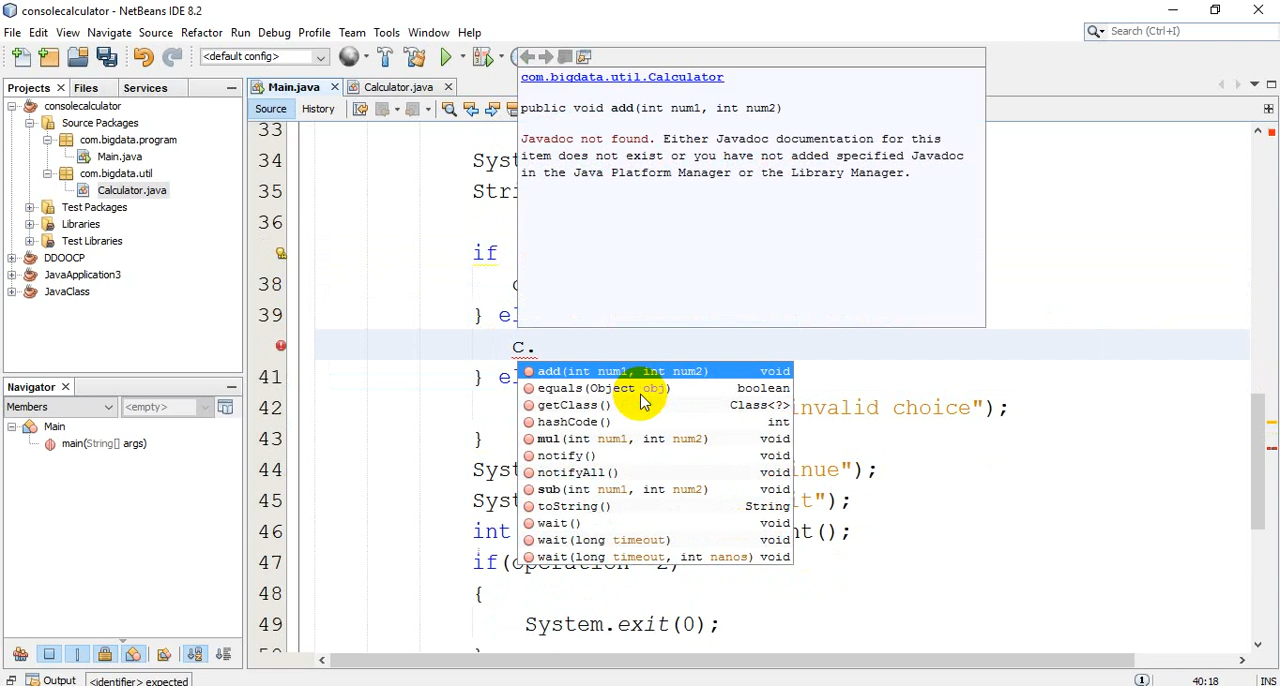 consolecalculator - NetBeans IDE 8.2
File Edit View Navigate Source Refactor Run Debug Profile Team Tools Window Help
Search (Ctrl+I)
<default config>
Projects
Files
Services
consolecalculator
Source Packages
com.bigdata.program
Main.java
com.bigdata.util
Calculator.java
Test Packages
Libraries
Test Libraries
DDOOCP
JavaApplication3
JavaClass
Navigator
Members
<empty>
Main
main(String[] args)
Main.java
Calculator.java
Source
History
com.bigdata.util.Calculator
public void add(int num1, int num2)
Javadoc not found. Either Javadoc documentation for this
item does not exist or you have not added specified Javadoc
in the Java Platform Manager or the Library Manager.
33
34 Sys
35 Stri
36
if
38 c
39 } el
c.
41 } el
42 invalid choice");
43 }
44 Sys nue");
45 Sys it");
46 int nt();
47 if(
48 {
49 System.exit(0);
add(int num1, int num2) void
equals(Object obj) boolean
getClass() Class<?>
hashCode() int
mul(int num1, int num2) void
notify() void
notifyAll() void
sub(int num1, int num2) void
toString() String
wait() void
wait(long timeout) void
wait(long timeout, int nanos) void
Output
<identifier> expected
1
40:18
INS